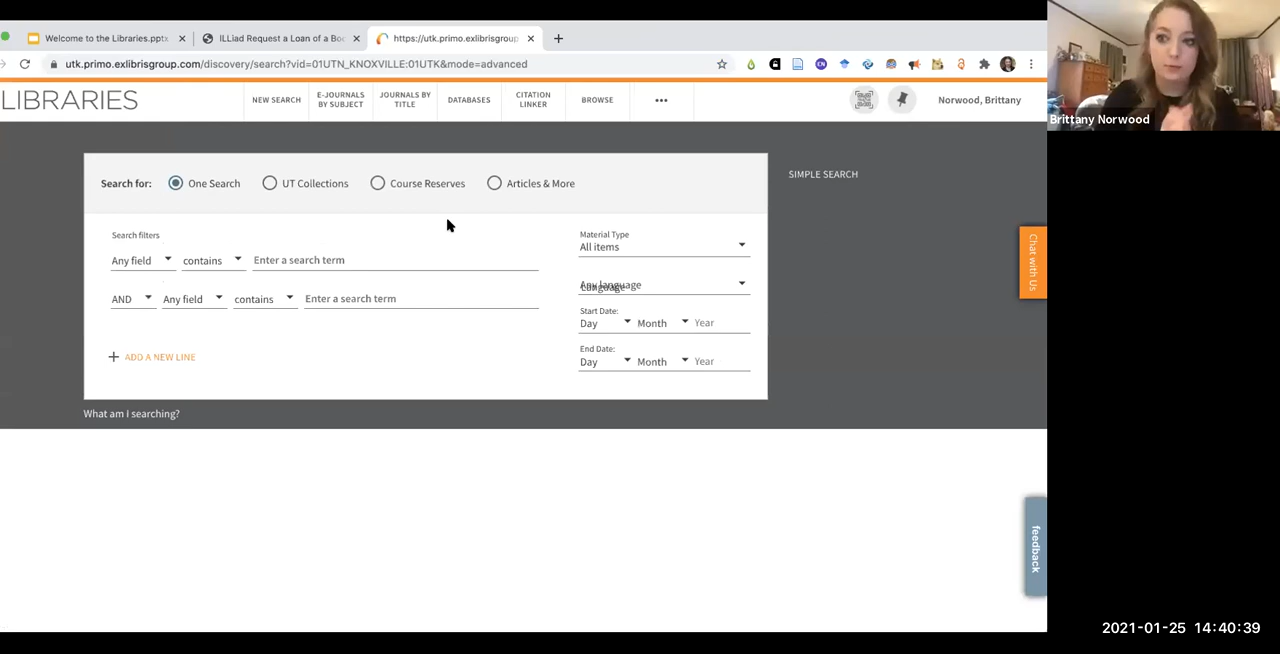 Welcome to the Libraries.pptx
ILLiad Request a Loan of a Boo
https://utk.primo.exlibrisgroup
utk.primo.exlibrisgroup.com/discovery/search?vid=01UTN_KNOXVILLE:01UTK&mode=advanced
LIBRARIES
NEW SEARCH
E-JOURNALS
BY SUBJECT
JOURNALS BY
TITLE
DATABASES
CITATION
LINKER
BROWSE
Norwood, Brittany
Brittany Norwood
Search for:
One Search
UT Collections
Course Reserves
Articles & More
SIMPLE SEARCH
Search filters
Any field
contains
Enter a search term
AND
Any field
contains
Enter a search term
+ ADD A NEW LINE
Material Type
All items
Any language
Language
Start Date:
Day
Month
Year
End Date:
Day
Month
Year
What am I searching?
Chat with Us
feedback
2021-01-25 14:40:39